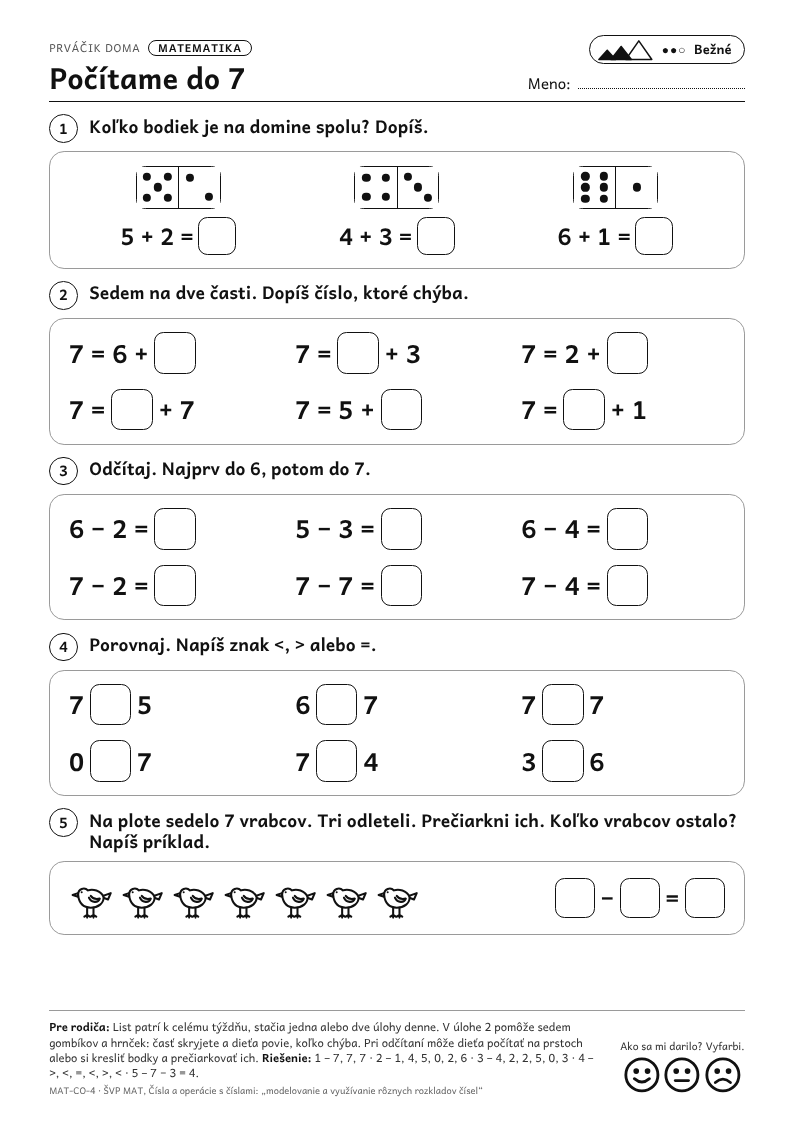 PRVÁČIK DOMA MATEMATIKA
Bežné
Počítame do 7
Meno:
1 Koľko bodiek je na domine spolu? Dopíš.
5 + 2 = 4 + 3 = 6 + 1 =
2 Sedem na dve časti. Dopíš číslo, ktoré chýba.
7 = 6 + 7 = + 3 7 = 2 +
7 = + 7 7 = 5 + 7 = + 1
3 Odčítaj. Najprv do 6, potom do 7.
6 − 2 = 5 − 3 = 6 − 4 =
7 − 2 = 7 − 7 = 7 − 4 =
4 Porovnaj. Napíš znak <, > alebo =.
7 5 6 7 7 7
0 7 7 4 3 6
5 Na plote sedelo 7 vrabcov. Tri odleteli. Prečiarkni ich. Koľko vrabcov ostalo?
Napíš príklad.
− =
Pre rodiča: List patrí k celému týždňu, stačia jedna alebo dve úlohy denne. V úlohe 2 pomôže sedem
gombíkov a hrnček: časť skryjete a dieťa povie, koľko chýba. Pri odčítaní môže dieťa počítať na prstoch
alebo si kresliť bodky a prečiarkovať ich. Riešenie: 1 – 7, 7, 7 · 2 – 1, 4, 5, 0, 2, 6 · 3 – 4, 2, 2, 5, 0, 3 · 4 –
>, <, =, <, >, < · 5 – 7 − 3 = 4.
MAT-CO-4 · ŠVP MAT, Čísla a operácie s číslami: „modelovanie a využívanie rôznych rozkladov čísel“
Ako sa mi darilo? Vyfarbi.